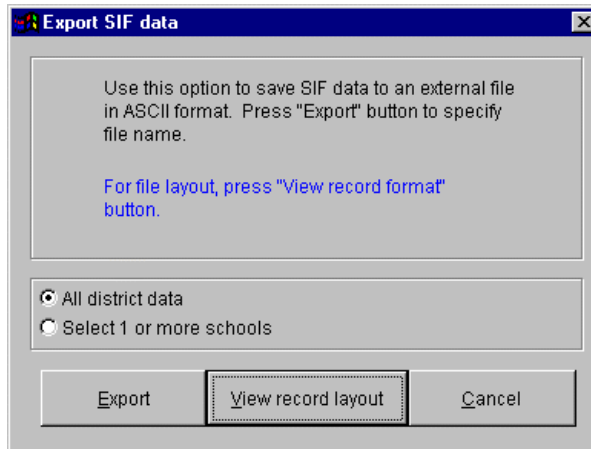 Export SIF data
Use this option to save SIF data to an external file
in ASCII format. Press "Export" button to specify
file name.
For file layout, press "View record format"
button.
All district data
Select 1 or more schools
Export
View record layout
Cancel